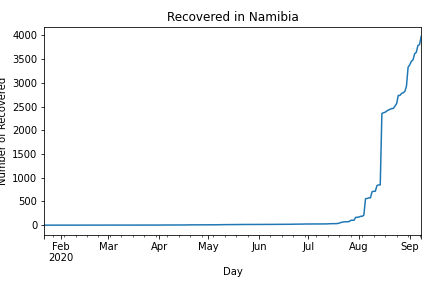 Recovered in Namibia
4000
3500
3000
2500
2000
1500
1000
500
0
Number of Recovered
Feb
2020
Mar
Apr
May
Jun
Jul
Aug
Sep
Day